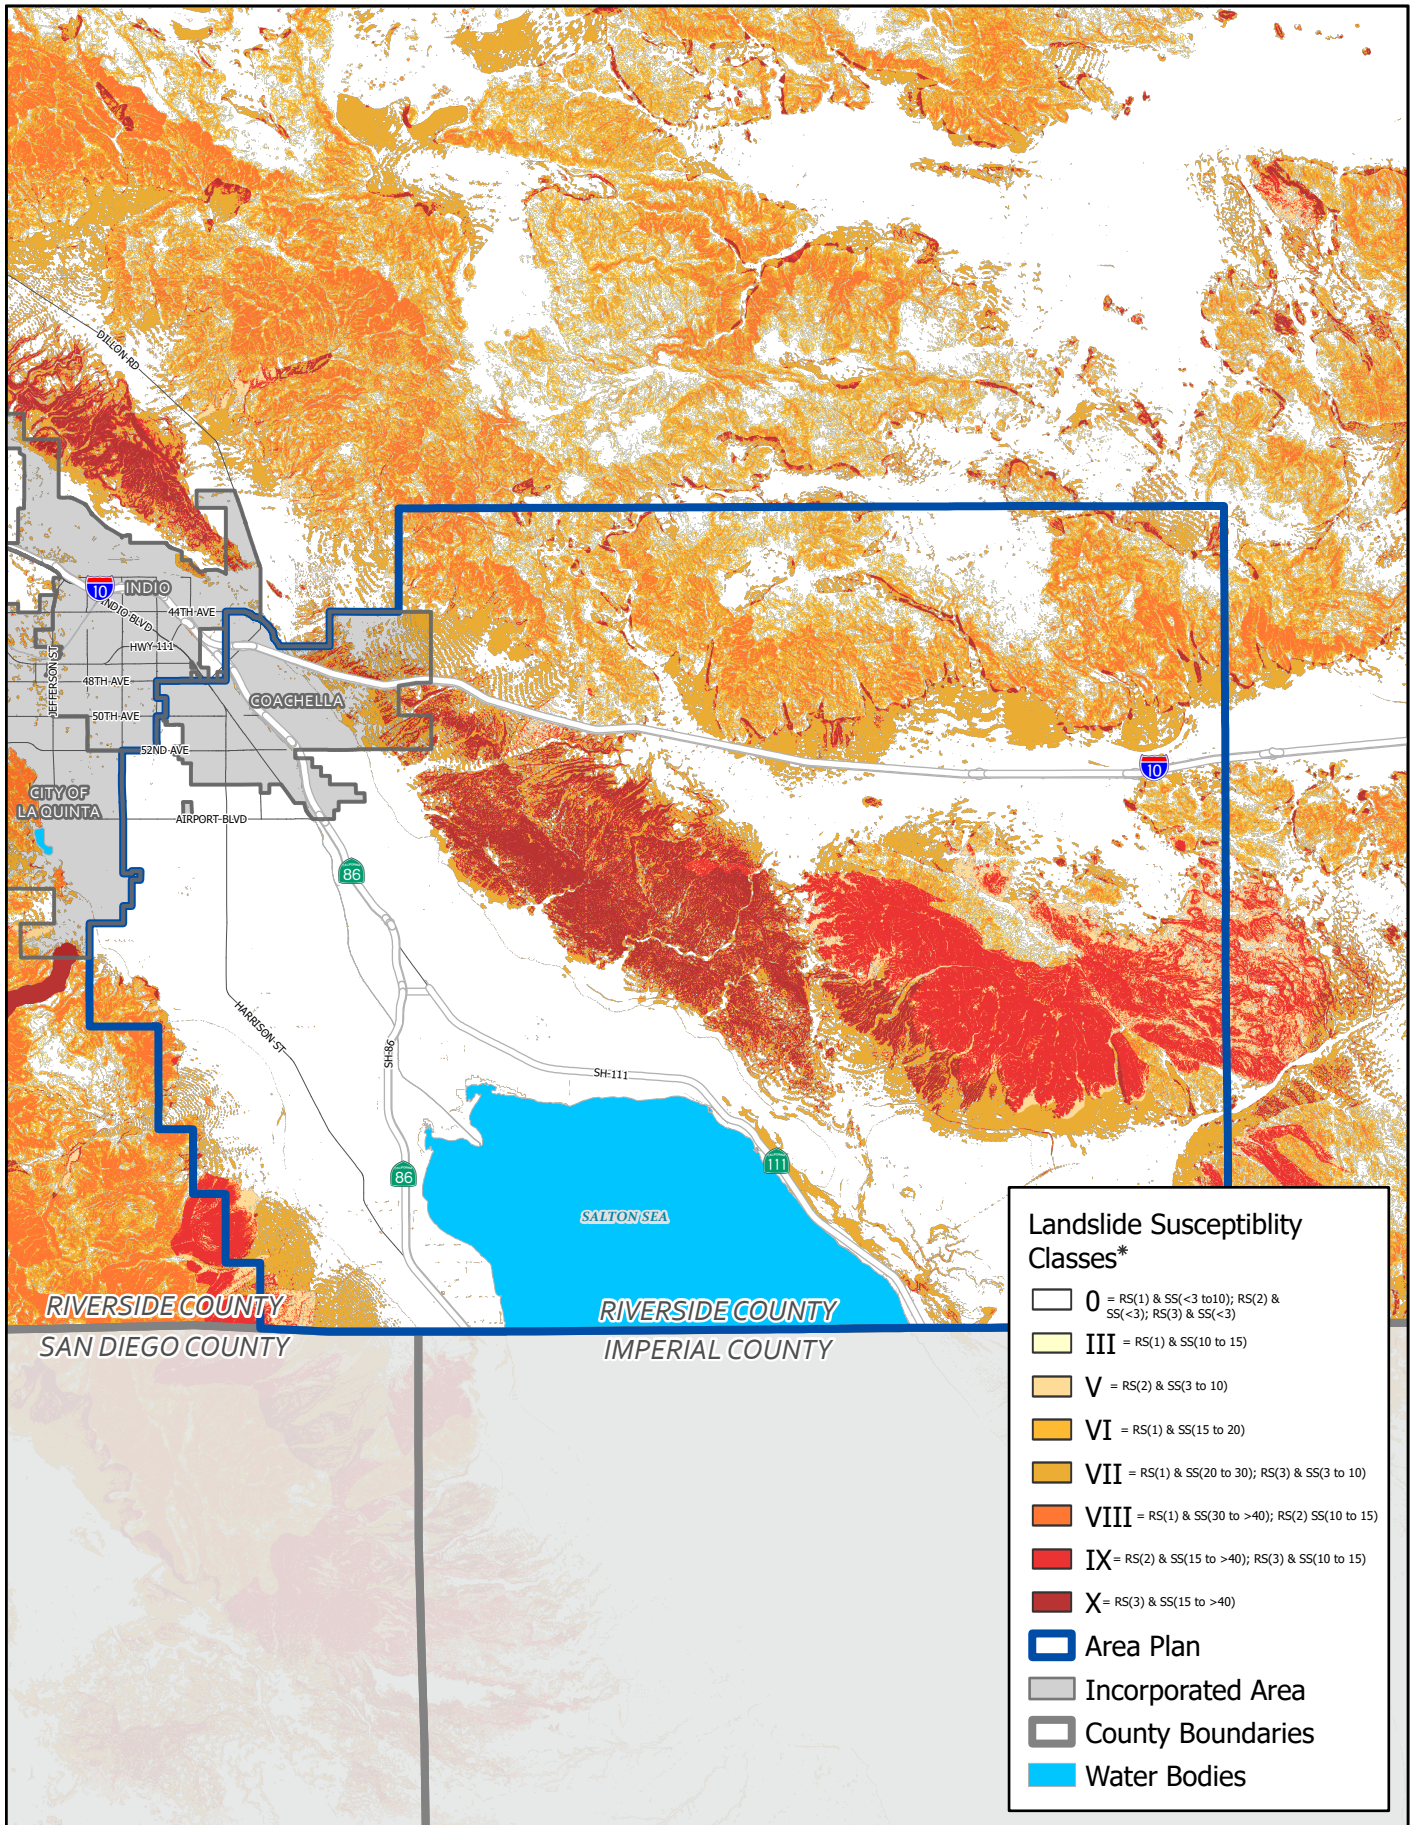 DILLON RD
10
INDIO
INDIO BLVD
44TH AVE
HWY 111
JEFFERSON ST
48TH AVE
COACHELLA
50TH AVE
52ND AVE
10
CITY OF
LA QUINTA
AIRPORT BLVD
CALIFORNIA
86
HARRISON ST
SH-86
SH-111
CALIFORNIA
86
CALIFORNIA
111
SALTON SEA
RIVERSIDE COUNTY
SAN DIEGO COUNTY
RIVERSIDE COUNTY
IMPERIAL COUNTY
Landslide Susceptiblity
Classes*
0 = RS(1) & SS(<3 to10); RS(2) &
SS(<3); RS(3) & SS(<3)
III = RS(1) & SS(10 to 15)
V = RS(2) & SS(3 to 10)
VI = RS(1) & SS(15 to 20)
VII = RS(1) & SS(20 to 30); RS(3) & SS(3 to 10)
VIII = RS(1) & SS(30 to >40); RS(2) SS(10 to 15)
IX = RS(2) & SS(15 to >40); RS(3) & SS(10 to 15)
X = RS(3) & SS(15 to >40)
Area Plan
Incorporated Area
County Boundaries
Water Bodies